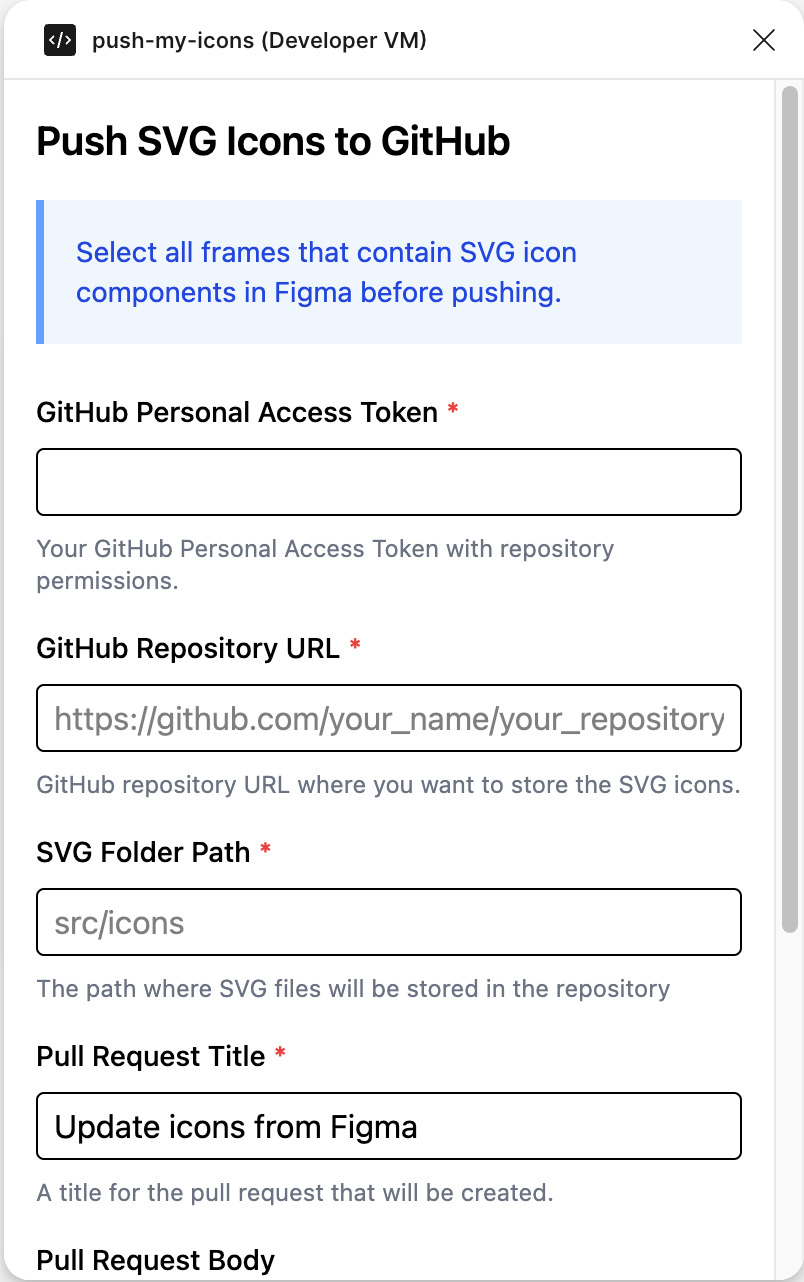 </> push-my-icons (Developer VM)
Push SVG Icons to GitHub
Select all frames that contain SVG icon
components in Figma before pushing.
GitHub Personal Access Token *
Your GitHub Personal Access Token with repository
permissions.
GitHub Repository URL *
https://github.com/your_name/your_repository
GitHub repository URL where you want to store the SVG icons.
SVG Folder Path *
src/icons
The path where SVG files will be stored in the repository
Pull Request Title *
Update icons from Figma
A title for the pull request that will be created.
Pull Request Body